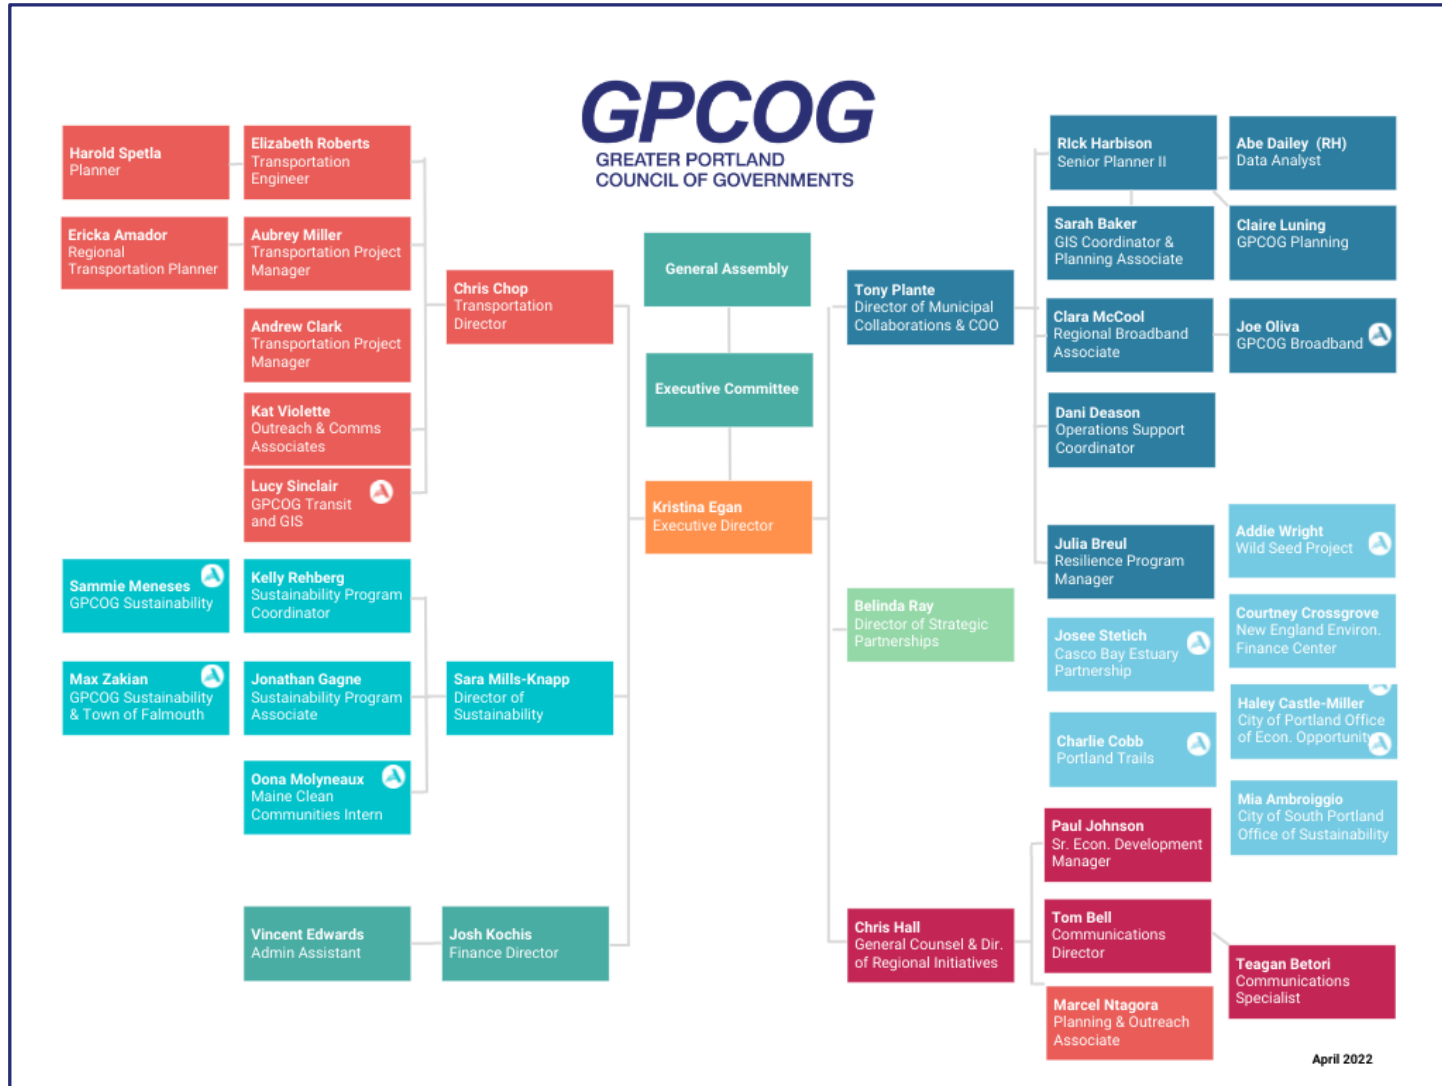 GPCOG
GREATER PORTLAND
COUNCIL OF GOVERNMENTS
Harold Spetla
Planner
Elizabeth Roberts
Transportation
Engineer
Ericka Amador
Regional
Transportation Planner
Aubrey Miller
Transportation Project
Manager
Andrew Clark
Transportation Project
Manager
Kat Violette
Outreach & Comms
Associates
Lucy Sinclair
GPCOG Transit
and GIS
Chris Chop
Transportation
Director
Sammie Meneses
GPCOG Sustainability
Kelly Rehberg
Sustainability Program
Coordinator
Max Zakian
GPCOG Sustainability
& Town of Falmouth
Jonathan Gagne
Sustainability Program
Associate
Oona Molyneaux
Maine Clean
Communities Intern
Sara Mills-Knapp
Director of
Sustainability
Vincent Edwards
Admin Assistant
Josh Kochis
Finance Director
General Assembly
Executive Committee
Kristina Egan
Executive Director
Tony Plante
Director of Municipal
Collaborations & COO
Belinda Ray
Director of Strategic
Partnerships
Chris Hall
General Counsel & Dir.
of Regional Initiatives
RIck Harbison
Senior Planner II
Abe Dailey (RH)
Data Analyst
Sarah Baker
GIS Coordinator &
Planning Associate
Claire Luning
GPCOG Planning
Clara McCool
Regional Broadband
Associate
Joe Oliva
GPCOG Broadband
Dani Deason
Operations Support
Coordinator
Julia Breul
Resilience Program
Manager
Addie Wright
Wild Seed Project
Josee Stetich
Casco Bay Estuary
Partnership
Courtney Crossgrove
New England Environ.
Finance Center
Charlie Cobb
Portland Trails
Haley Castle-Miller
City of Portland Office
of Econ. Opportunity
Mia Ambroiggio
City of South Portland
Office of Sustainability
Paul Johnson
Sr. Econ. Development
Manager
Tom Bell
Communications
Director
Teagan Betori
Communications
Specialist
Marcel Ntagora
Planning & Outreach
Associate
April 2022